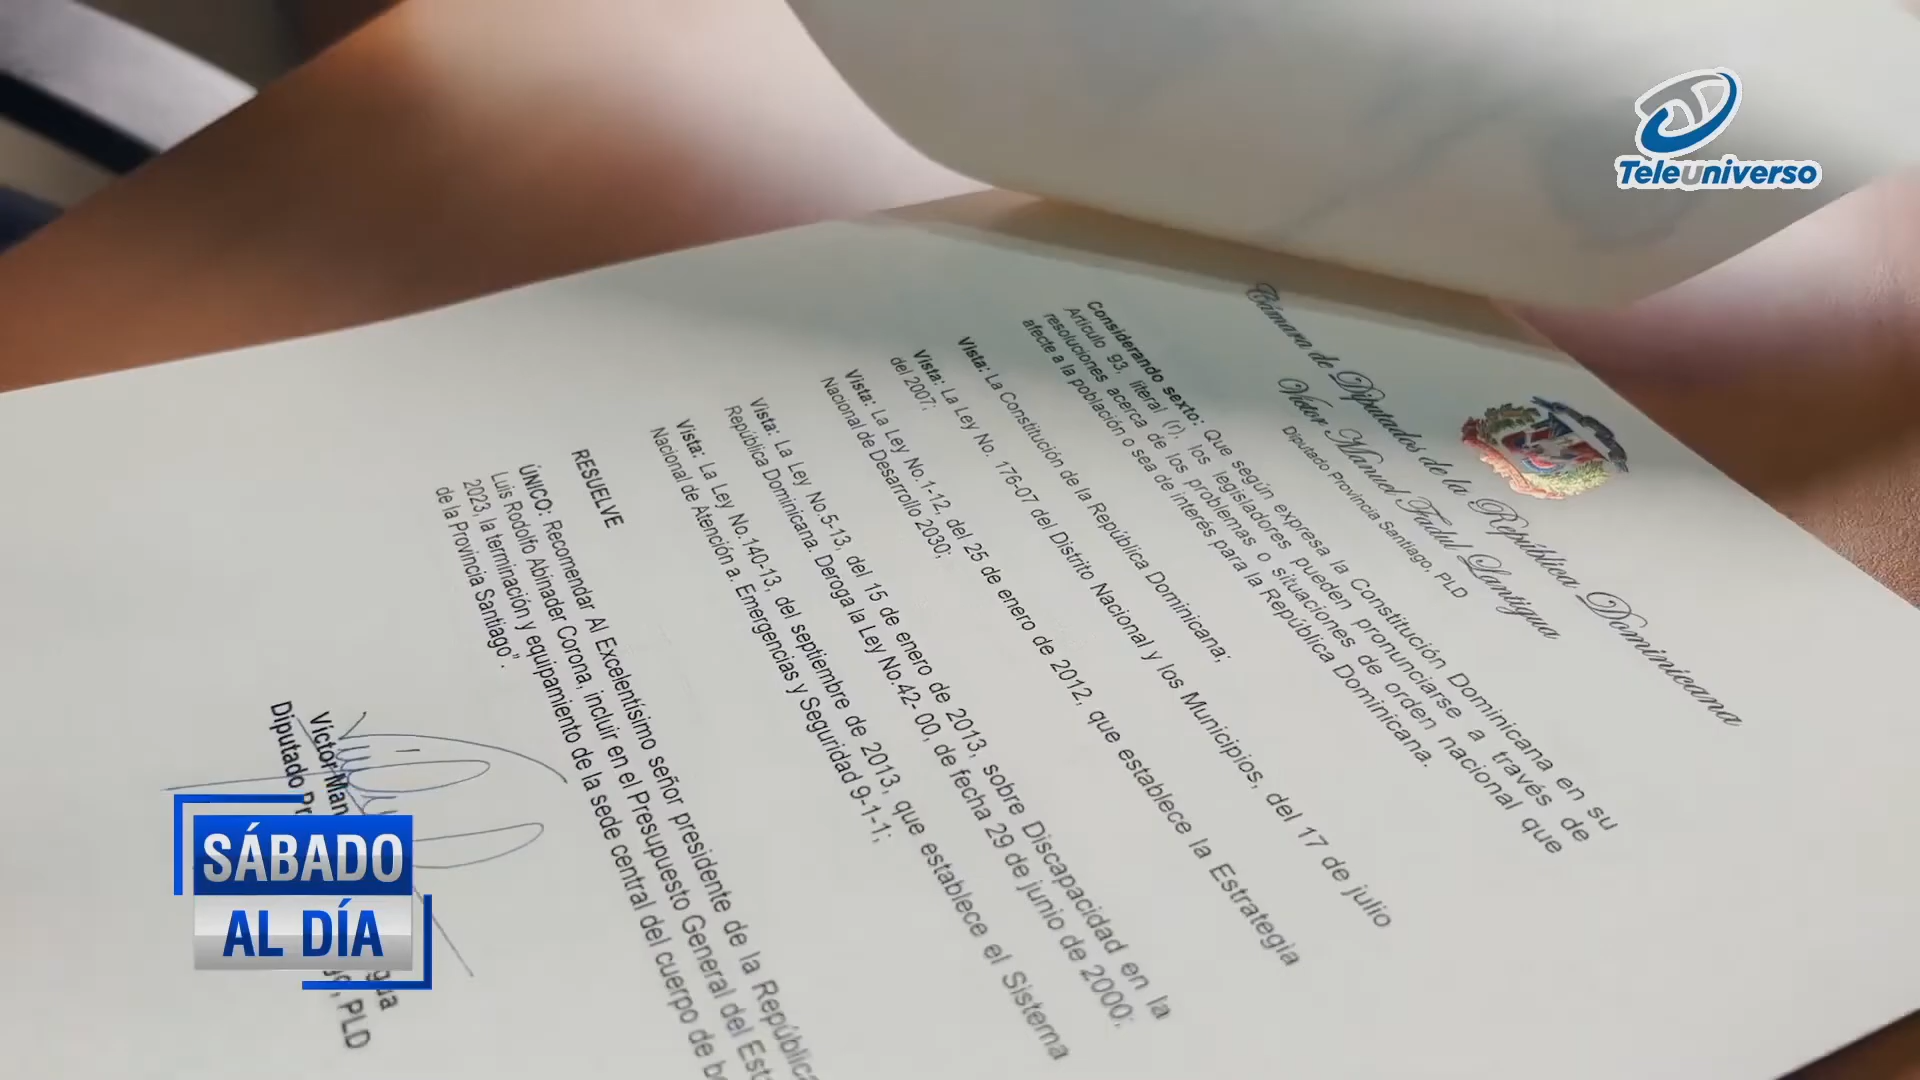 TeleUniverso
Cámara de Diputados de la República Dominicana
Víctor Manuel Fadul Lantigua
Diputado Provincia Santiago, PLD
Considerando sexto: Que según expresa la Constitución Dominicana en su
Artículo 93, literal (r), los legisladores pueden pronunciarse a través de
resoluciones acerca de los problemas o situaciones de orden nacional que
afecte a la población o sea de interés para la República Dominicana.
Vista: La Constitución de la República Dominicana;
Vista: La Ley No. 176-07 del Distrito Nacional y los Municipios, del 17 de julio
del 2007;
Vista: La Ley No.1-12, del 25 de enero de 2012, que establece la Estrategia
Nacional de Desarrollo 2030;
Vista: La Ley No.5-13, del 15 de enero de 2013, sobre Discapacidad en la
República Dominicana. Deroga la Ley No.42- 00, de fecha 29 de junio de 2000;
Vista: La Ley No.140-13, del septiembre de 2013, que establece el Sistema
Nacional de Atención a. Emergencias y Seguridad 9-1-1;
RESUELVE
ÚNICO: Recomendar Al Excelentísimo señor presidente de la República
Luis Rodolfo Abinader Corona, incluir en el Presupuesto General del
2023, la terminación y equipamiento de la sede central del cuerpo de
de la Provincia Santiago”.
Víctor
Diputado PLD
SÁBADO
AL DÍA